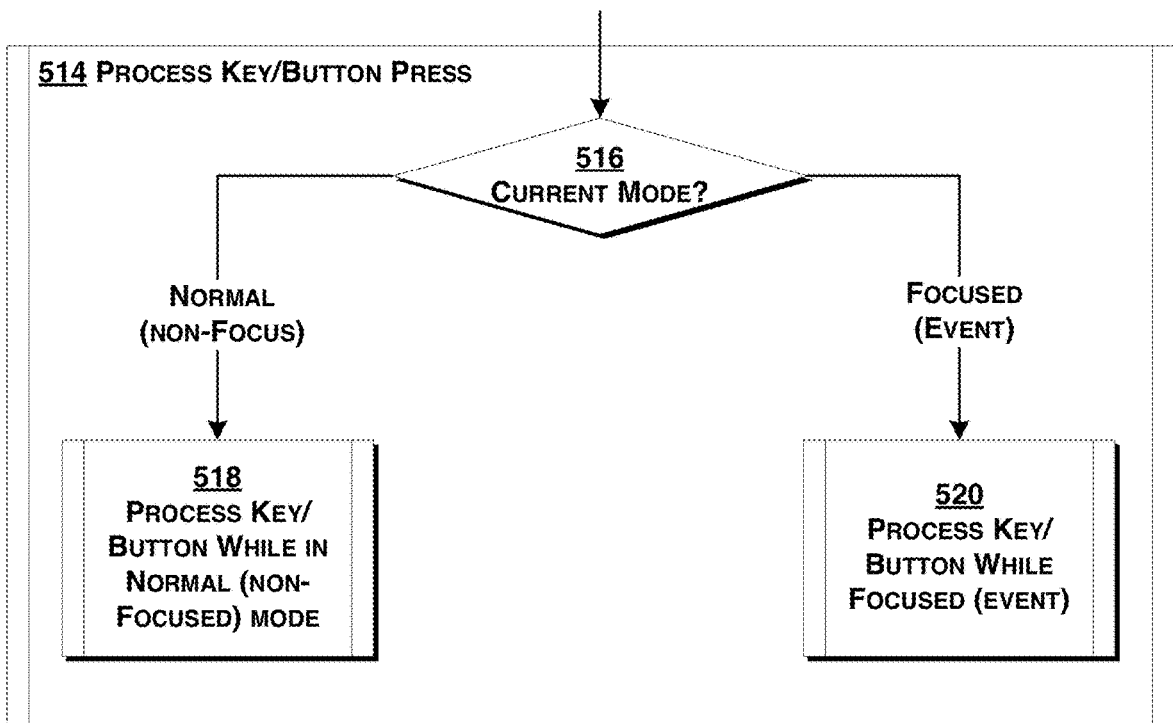 514 PROCESS KEY/BUTTON PRESS
516
CURRENT MODE?
NORMAL
(NON-FOCUS)
FOCUSED
(EVENT)
518
PROCESS KEY/
BUTTON WHILE IN
NORMAL (NON-
FOCUSED) MODE
520
PROCESS KEY/
BUTTON WHILE
FOCUSED (EVENT)